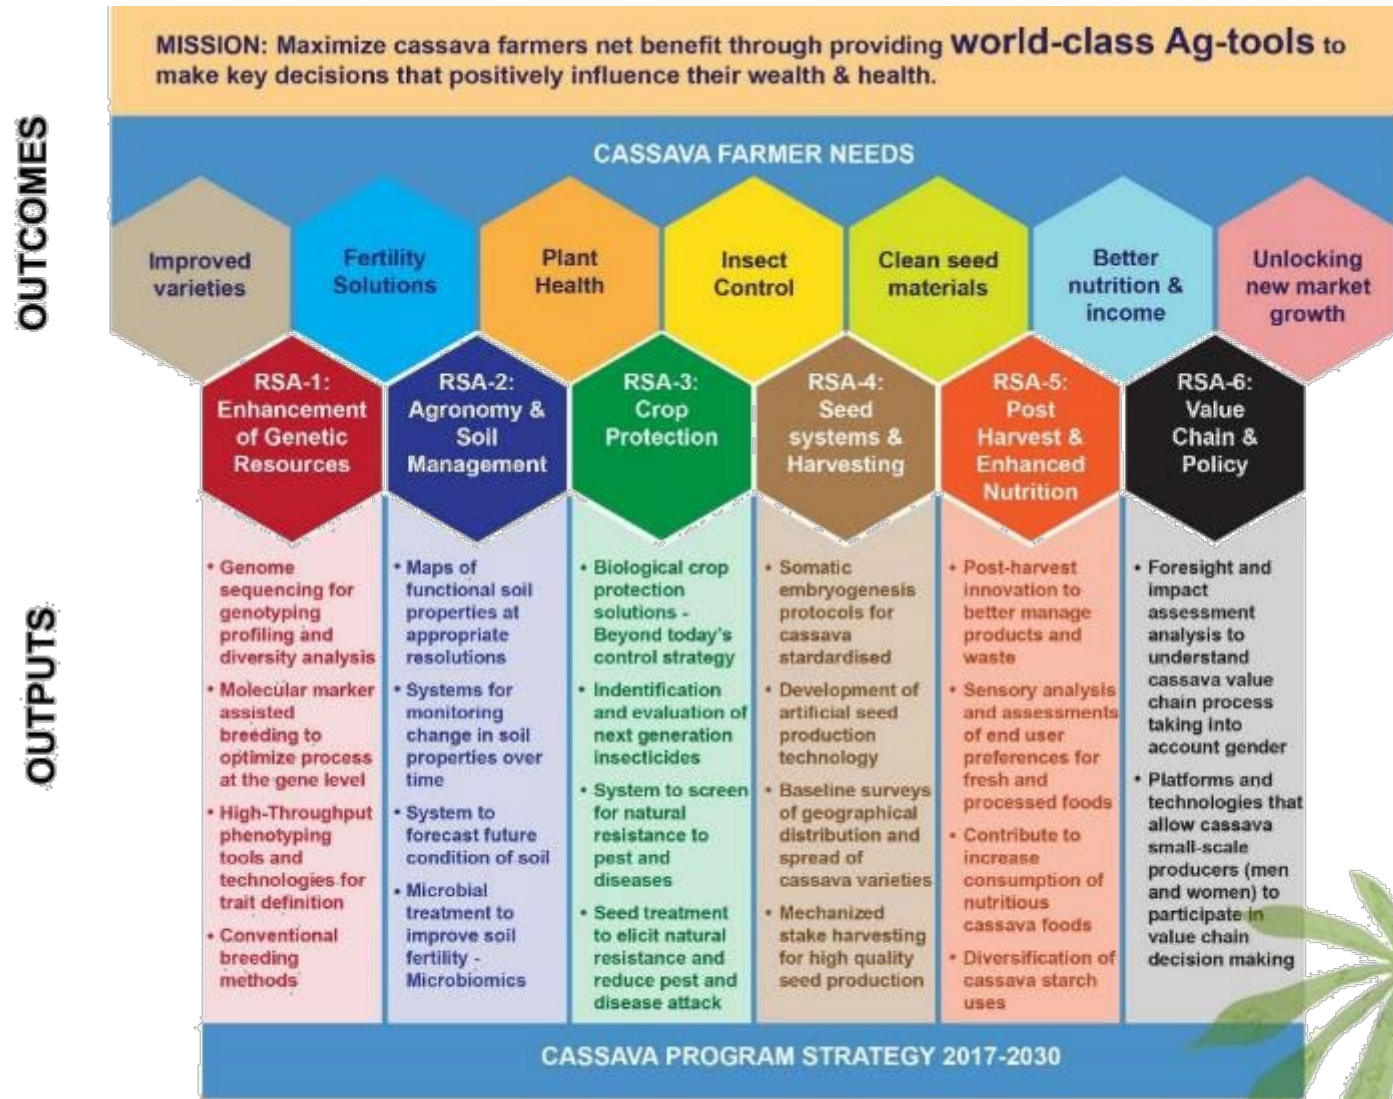 MISSION: Maximize cassava farmers net benefit through providing world-class Ag-tools to
make key decisions that positively influence their wealth & health.
OUTCOMES
CASSAVA FARMER NEEDS
Improved
varieties
Fertility
Solutions
Plant
Health
Insect
Control
Clean seed
materials
Better
nutrition &
income
Unlocking
new market
growth
RSA-1:
Enhancement
of Genetic
Resources
RSA-2:
Agronomy &
Soil
Management
RSA-3:
Crop
Protection
RSA-4:
Seed
systems &
Harvesting
RSA-5:
Post
Harvest &
Enhanced
Nutrition
RSA-6:
Value
Chain &
Policy
OUTPUTS
• Genome
sequencing for
genotyping
profiling and
diversity analysis
• Molecular marker
assisted
breeding to
optimize process
at the gene level
• High-Throughput
phenotyping
tools and
technologies for
trait definition
• Conventional
breeding
methods
• Maps of
functional soil
properties at
appropriate
resolutions
• Systems for
monitoring
change in soil
properties over
time
• System to
forecast future
condition of soil
• Microbial
treatment to
improve soil
fertility -
Microbiomics
• Biological crop
protection
solutions -
Beyond today's
control strategy
• Indentification
and evaluation of
next generation
insecticides
• System to screen
for natural
resistance to
pest and
diseases
• Seed treatment
to elicit natural
resistance and
reduce pest and
disease attack
• Somatic
embryogenesis
protocols for
cassava
stardardised
• Development of
artificial seed
production
technology
• Baseline surveys
of geographical
distribution and
spread of
cassava varieties
• Mechanized
stake harvesting
for high quality
seed production
• Post-harvest
innovation to
better manage
products and
waste
• Sensory analysis
and assessments
of end user
preferences for
fresh and
processed foods
• Contribute to
increase
consumption of
nutritious
cassava foods
• Diversification of
cassava starch
uses
• Foresight and
impact
assessment
analysis to
understand
cassava value
chain process
taking into
account gender
• Platforms and
technologies that
allow cassava
small-scale
producers (men
and women) to
participate in
value chain
decision making
CASSAVA PROGRAM STRATEGY 2017-2030